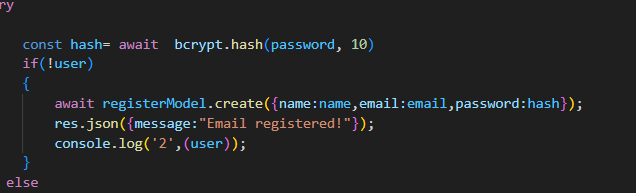 ry
const hash= await  bcrypt.hash(password, 10)
if(!user)
{
await registerModel.create({name:name,email:email,password:hash});
res.json({message:"Email registered!"});
console.log('2',(user));
}
else